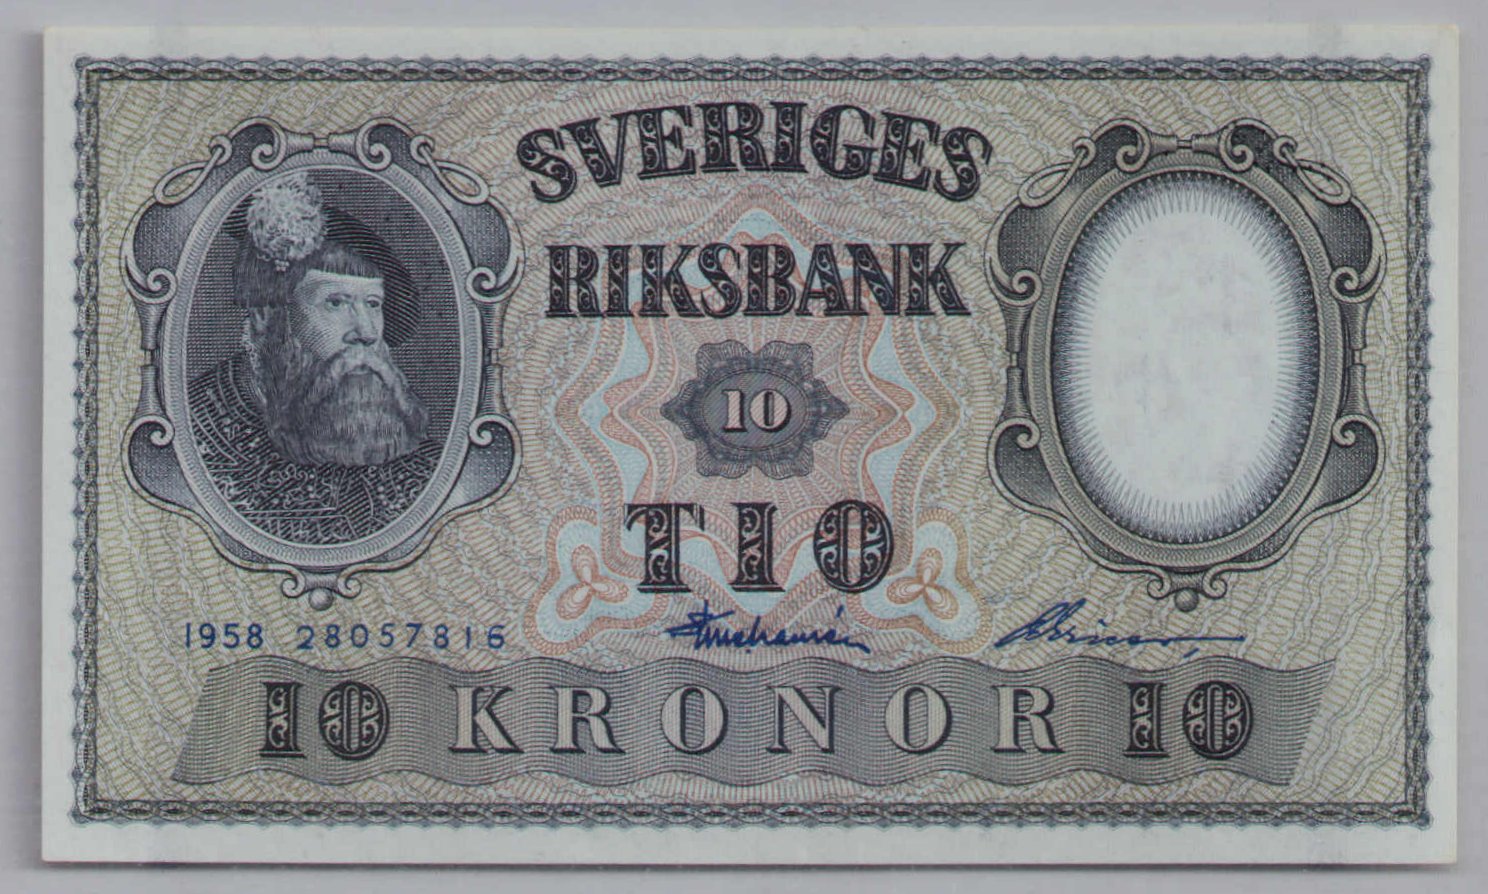 SVERIGES
RIKSBANK
10
TIO
1958 28057816
10 KRONOR 10